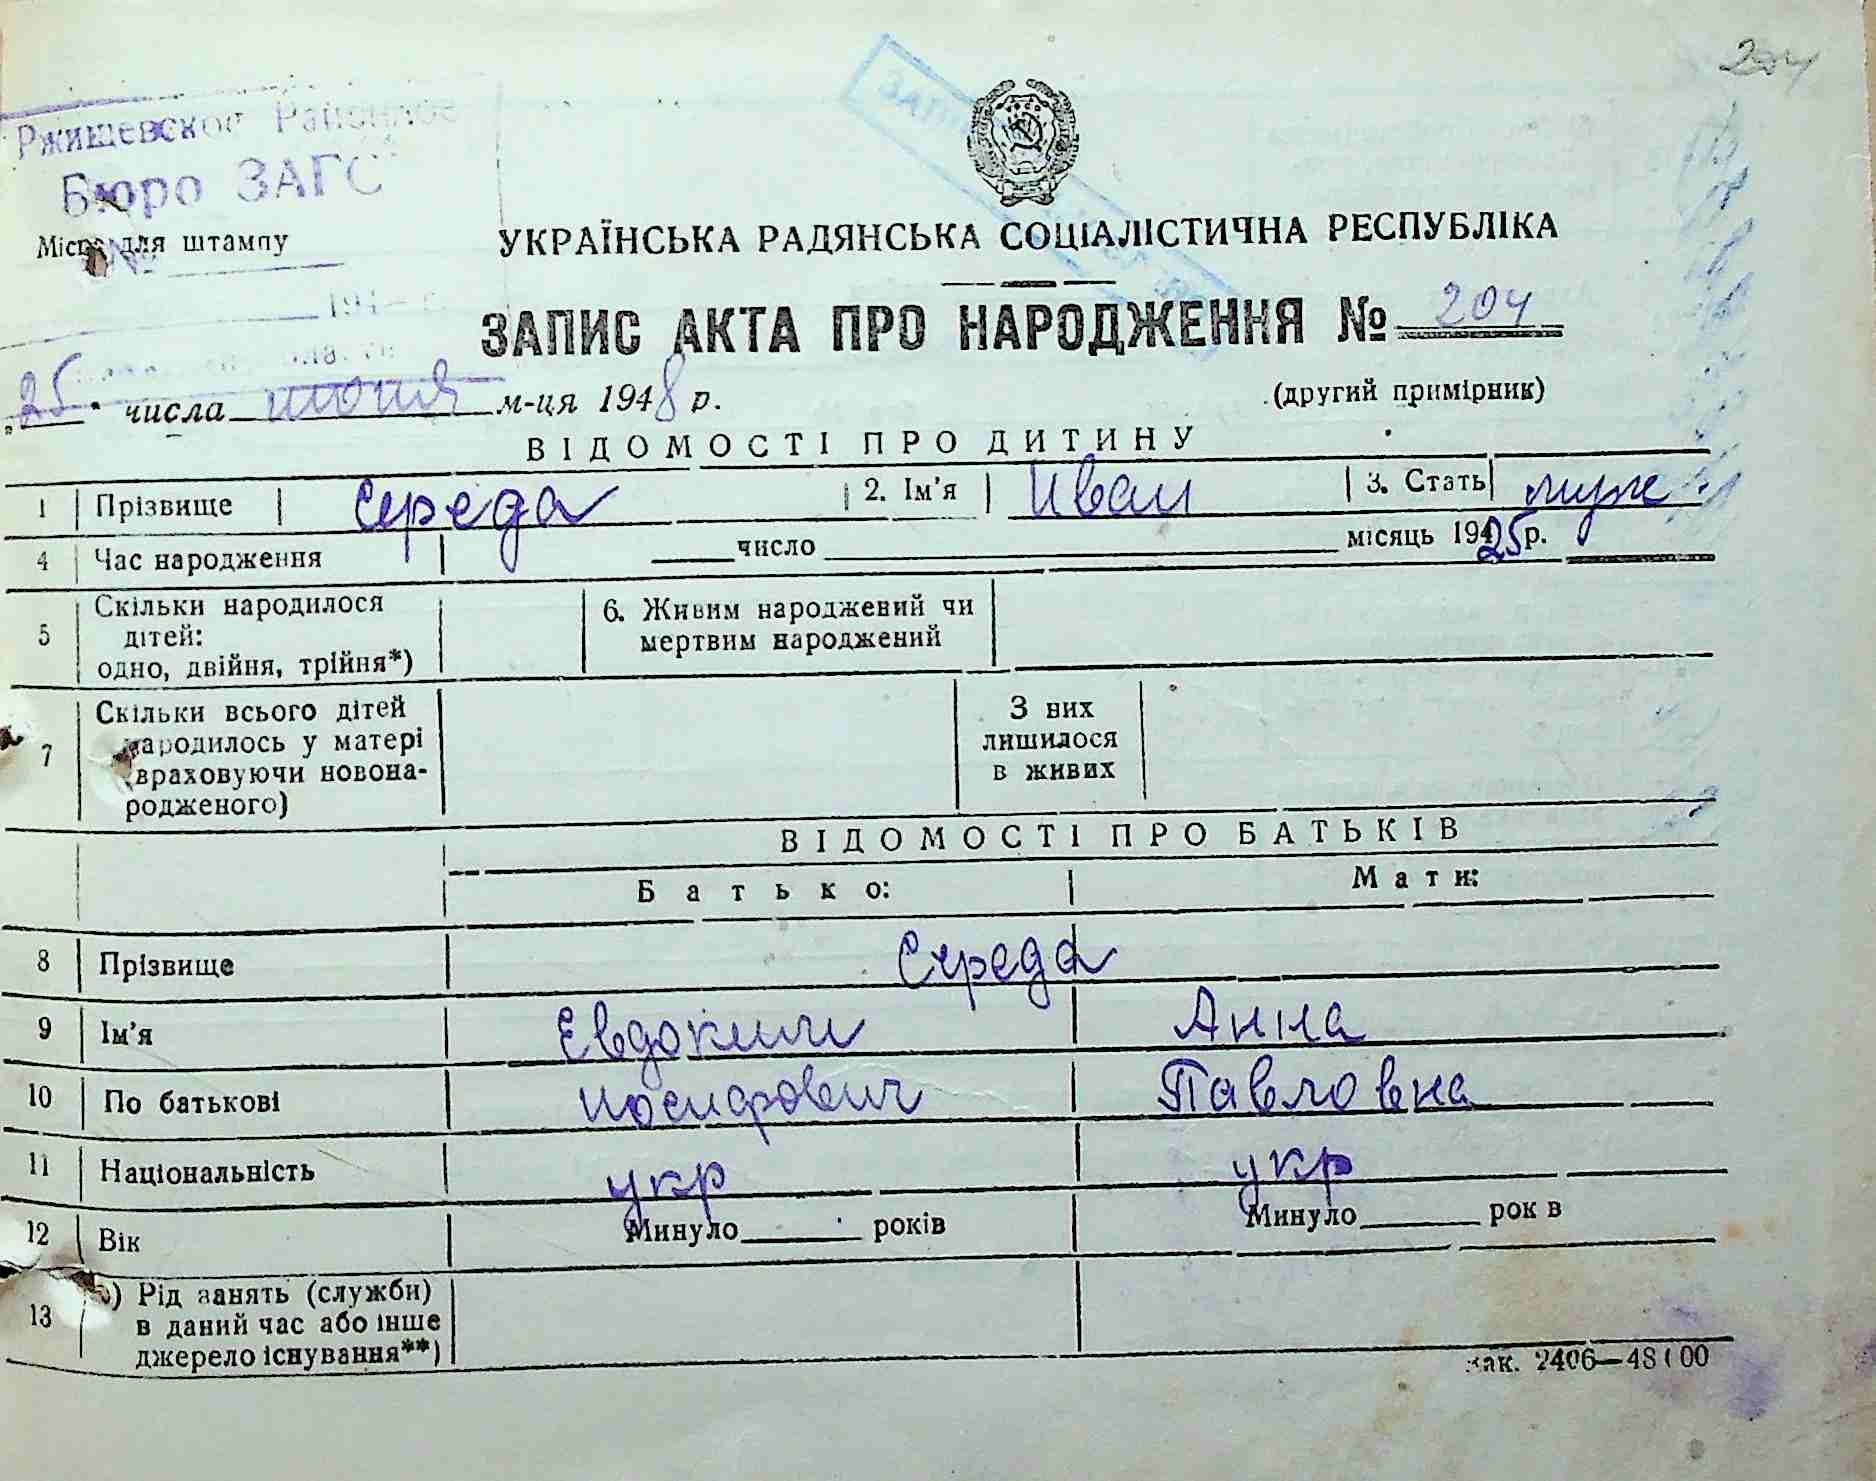 204
Ржищевское Районное
Бюро ЗАГС
Місце для штампу
УКРАЇНСЬКА РАДЯНСЬКА СОЦІАЛІСТИЧНА РЕСПУБЛІКА
ЗАПИС АКТА ПРО НАРОДЖЕННЯ № 204
„25" числа июня м-ця 1948 р. (другий примірник)
ВІДОМОСТІ ПРО ДИТИНУ
1 Прізвище Середа 2. Ім'я Иван 3. Стать муж
4 Час народження число місяць 1925 р.
5 Скільки народилося дітей: одно, двійня, трійня*) 6. Живим народжений чи мертвим народжений
7 Скільки всього дітей народилось у матері (враховуючи новонародженого) З них лишилося в живих
ВІДОМОСТІ ПРО БАТЬКІВ
Батько: Мати:
8 Прізвище Середа
9 Ім'я Евдоким Анна
10 По батькові Иосифович Павловна
11 Національність укр укр
12 Вік Минуло років Минуло рок в
13 Рід занять (служби) в даний час або інше джерело існування**)
Зак. 2406—48